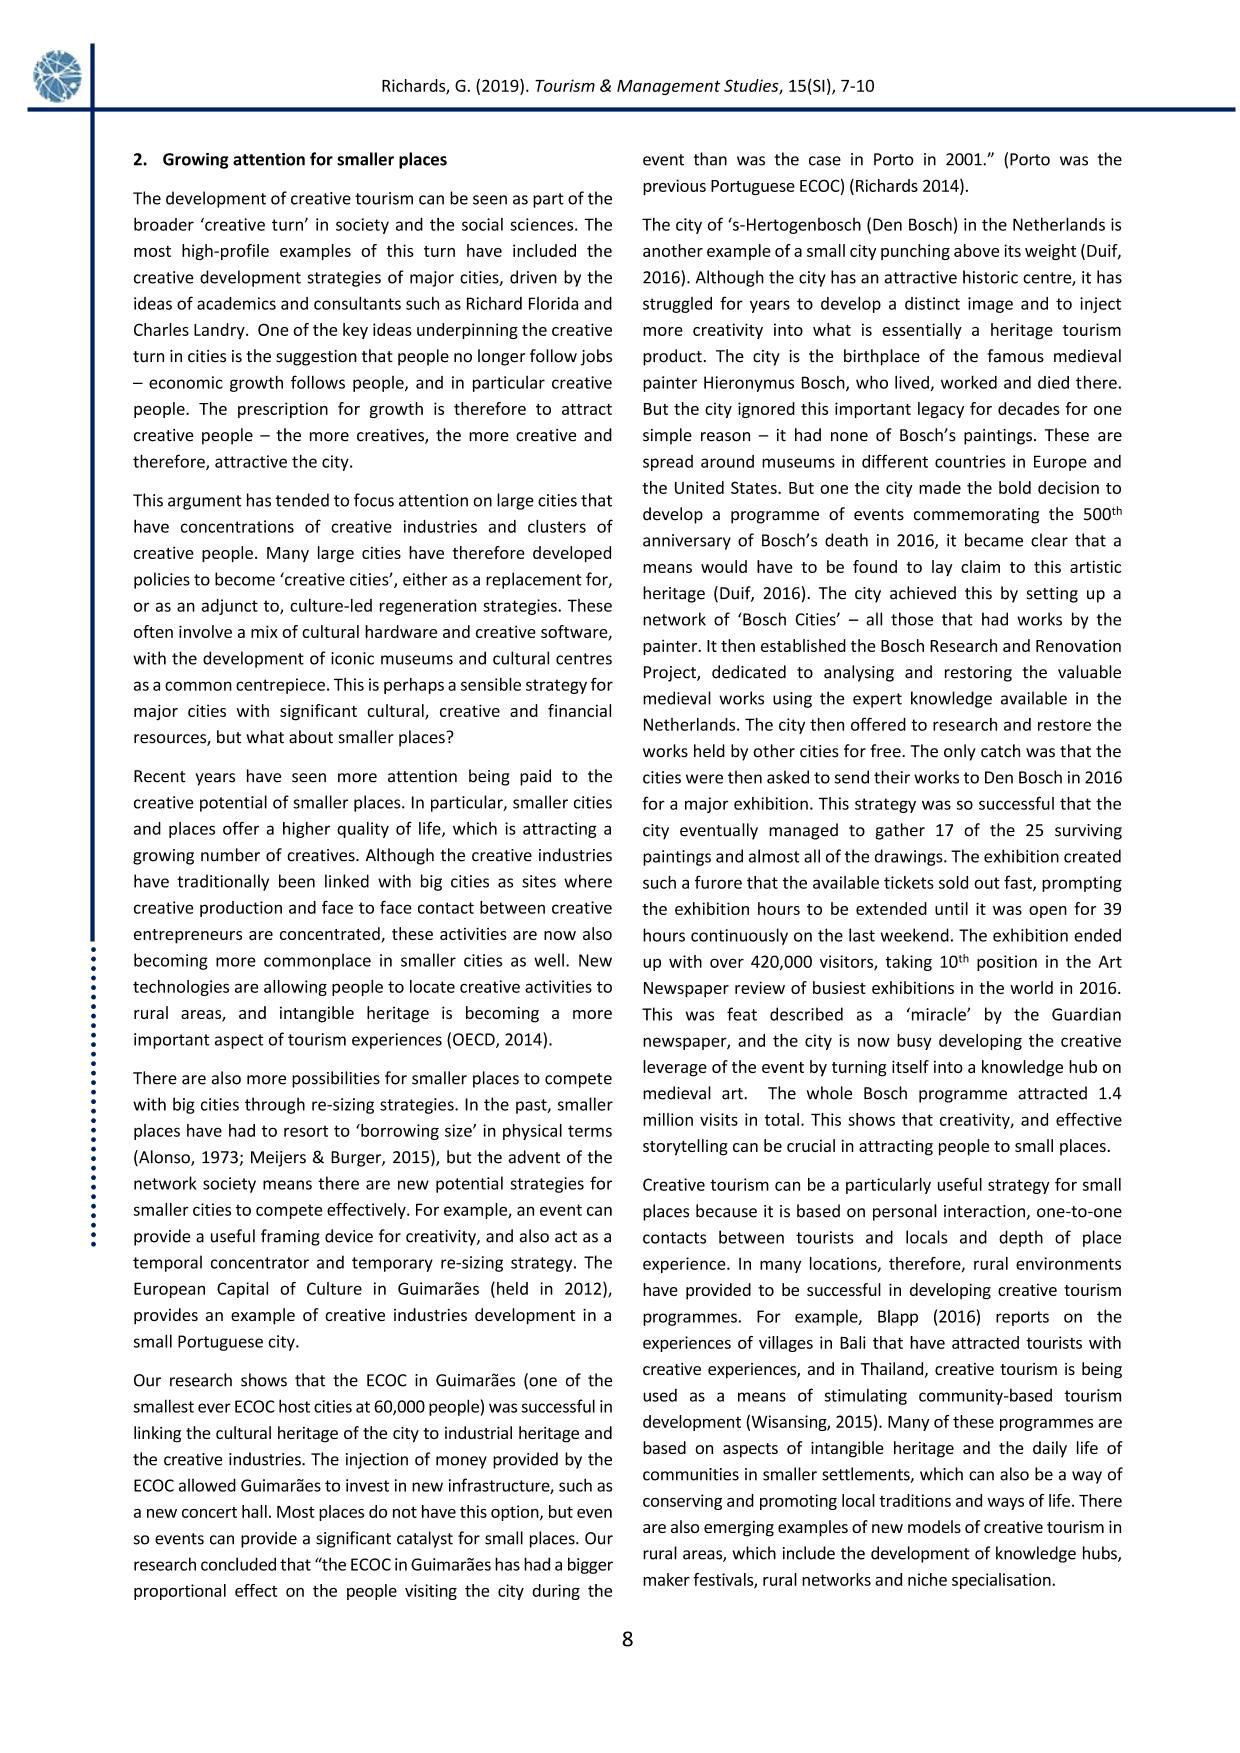 Richards, G. (2019). Tourism & Management Studies, 15(SI), 7-10
2. Growing attention for smaller places
The development of creative tourism can be seen as part of the
broader ‘creative turn’ in society and the social sciences. The
most high-profile examples of this turn have included the
creative development strategies of major cities, driven by the
ideas of academics and consultants such as Richard Florida and
Charles Landry. One of the key ideas underpinning the creative
turn in cities is the suggestion that people no longer follow jobs
– economic growth follows people, and in particular creative
people. The prescription for growth is therefore to attract
creative people – the more creatives, the more creative and
therefore, attractive the city.
This argument has tended to focus attention on large cities that
have concentrations of creative industries and clusters of
creative people. Many large cities have therefore developed
policies to become ‘creative cities’, either as a replacement for,
or as an adjunct to, culture-led regeneration strategies. These
often involve a mix of cultural hardware and creative software,
with the development of iconic museums and cultural centres
as a common centrepiece. This is perhaps a sensible strategy for
major cities with significant cultural, creative and financial
resources, but what about smaller places?
Recent years have seen more attention being paid to the
creative potential of smaller places. In particular, smaller cities
and places offer a higher quality of life, which is attracting a
growing number of creatives. Although the creative industries
have traditionally been linked with big cities as sites where
creative production and face to face contact between creative
entrepreneurs are concentrated, these activities are now also
becoming more commonplace in smaller cities as well. New
technologies are allowing people to locate creative activities to
rural areas, and intangible heritage is becoming a more
important aspect of tourism experiences (OECD, 2014).
There are also more possibilities for smaller places to compete
with big cities through re-sizing strategies. In the past, smaller
places have had to resort to ‘borrowing size’ in physical terms
(Alonso, 1973; Meijers & Burger, 2015), but the advent of the
network society means there are new potential strategies for
smaller cities to compete effectively. For example, an event can
provide a useful framing device for creativity, and also act as a
temporal concentrator and temporary re-sizing strategy. The
European Capital of Culture in Guimarães (held in 2012),
provides an example of creative industries development in a
small Portuguese city.
Our research shows that the ECOC in Guimarães (one of the
smallest ever ECOC host cities at 60,000 people) was successful in
linking the cultural heritage of the city to industrial heritage and
the creative industries. The injection of money provided by the
ECOC allowed Guimarães to invest in new infrastructure, such as
a new concert hall. Most places do not have this option, but even
so events can provide a significant catalyst for small places. Our
research concluded that “the ECOC in Guimarães has had a bigger
proportional effect on the people visiting the city during the
event than was the case in Porto in 2001.” (Porto was the
previous Portuguese ECOC) (Richards 2014).
The city of ‘s-Hertogenbosch (Den Bosch) in the Netherlands is
another example of a small city punching above its weight (Duif,
2016). Although the city has an attractive historic centre, it has
struggled for years to develop a distinct image and to inject
more creativity into what is essentially a heritage tourism
product. The city is the birthplace of the famous medieval
painter Hieronymus Bosch, who lived, worked and died there.
But the city ignored this important legacy for decades for one
simple reason – it had none of Bosch’s paintings. These are
spread around museums in different countries in Europe and
the United States. But one the city made the bold decision to
develop a programme of events commemorating the 500th
anniversary of Bosch’s death in 2016, it became clear that a
means would have to be found to lay claim to this artistic
heritage (Duif, 2016). The city achieved this by setting up a
network of ‘Bosch Cities’ – all those that had works by the
painter. It then established the Bosch Research and Renovation
Project, dedicated to analysing and restoring the valuable
medieval works using the expert knowledge available in the
Netherlands. The city then offered to research and restore the
works held by other cities for free. The only catch was that the
cities were then asked to send their works to Den Bosch in 2016
for a major exhibition. This strategy was so successful that the
city eventually managed to gather 17 of the 25 surviving
paintings and almost all of the drawings. The exhibition created
such a furore that the available tickets sold out fast, prompting
the exhibition hours to be extended until it was open for 39
hours continuously on the last weekend. The exhibition ended
up with over 420,000 visitors, taking 10th position in the Art
Newspaper review of busiest exhibitions in the world in 2016.
This was feat described as a ‘miracle’ by the Guardian
newspaper, and the city is now busy developing the creative
leverage of the event by turning itself into a knowledge hub on
medieval art. The whole Bosch programme attracted 1.4
million visits in total. This shows that creativity, and effective
storytelling can be crucial in attracting people to small places.
Creative tourism can be a particularly useful strategy for small
places because it is based on personal interaction, one-to-one
contacts between tourists and locals and depth of place
experience. In many locations, therefore, rural environments
have provided to be successful in developing creative tourism
programmes. For example, Blapp (2016) reports on the
experiences of villages in Bali that have attracted tourists with
creative experiences, and in Thailand, creative tourism is being
used as a means of stimulating community-based tourism
development (Wisansing, 2015). Many of these programmes are
based on aspects of intangible heritage and the daily life of
communities in smaller settlements, which can also be a way of
conserving and promoting local traditions and ways of life. There
are also emerging examples of new models of creative tourism in
rural areas, which include the development of knowledge hubs,
maker festivals, rural networks and niche specialisation.
8